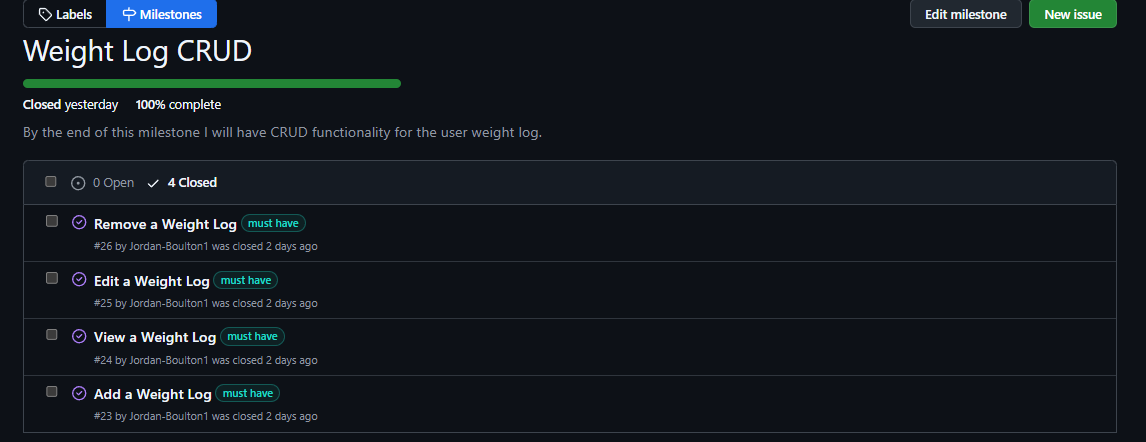 Labels Milestones Edit milestone New issue
Weight Log CRUD
Closed yesterday 100% complete
By the end of this milestone I will have CRUD functionality for the user weight log.
0 Open 4 Closed
Remove a Weight Log must have
#26 by Jordan-Boulton1 was closed 2 days ago
Edit a Weight Log must have
#25 by Jordan-Boulton1 was closed 2 days ago
View a Weight Log must have
#24 by Jordan-Boulton1 was closed 2 days ago
Add a Weight Log must have
#23 by Jordan-Boulton1 was closed 2 days ago